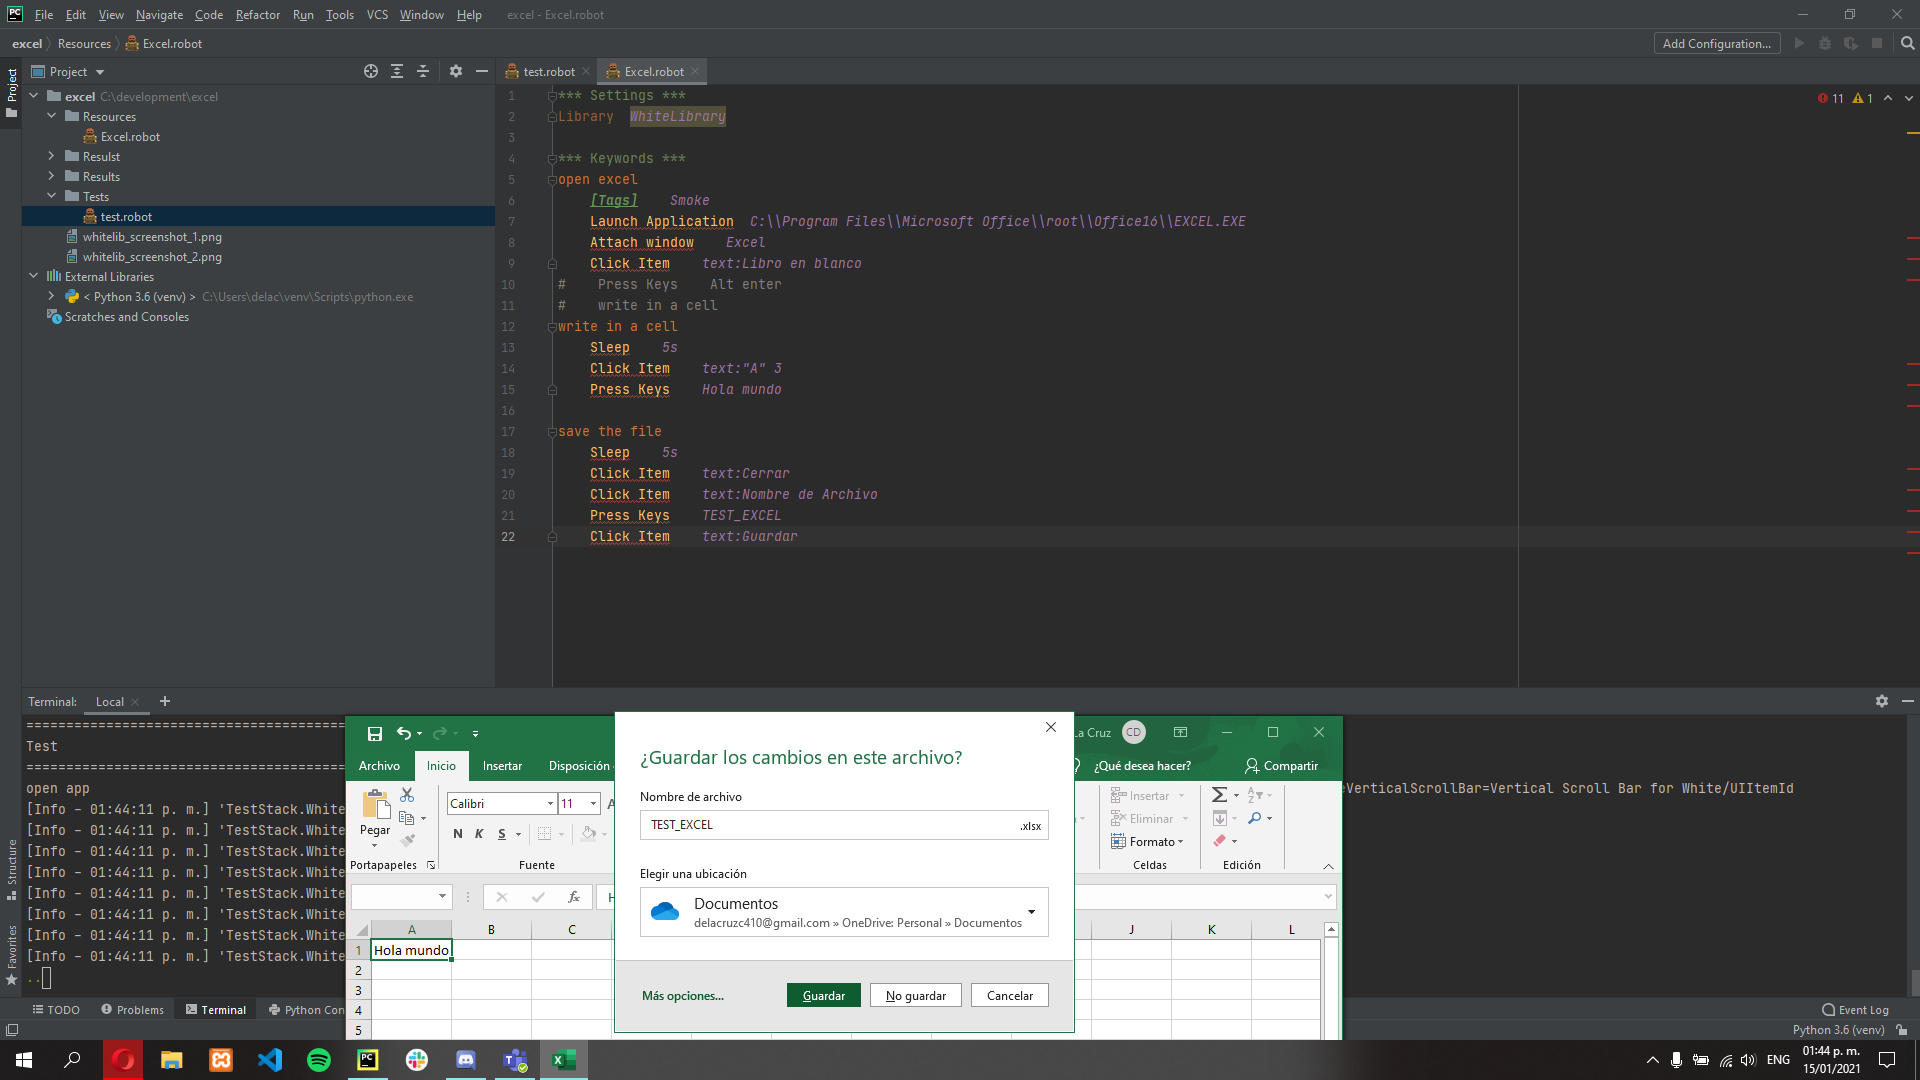 File Edit View Navigate Code Refactor Run Tools VCS Window Help excel - Excel.robot
excel Resources Excel.robot Add Configuration...
Project test.robot Excel.robot
excel C:\development\excel
Resources
Excel.robot
Resulst
Results
Tests
test.robot
whitelib_screenshot_1.png
whitelib_screenshot_2.png
External Libraries
< Python 3.6 (venv) > C:\Users\delac\venv\Scripts\python.exe
Scratches and Consoles
Project
Structure
Favorites
11 1
1 *** Settings ***
2 Library WhiteLibrary
3
4 *** Keywords ***
5 open excel
6 [Tags] Smoke
7 Launch Application C:\\Program Files\\Microsoft Office\\root\\Office16\\EXCEL.EXE
8 Attach window Excel
9 Click Item text:Libro en blanco
10 # Press Keys Alt enter
11 # write in a cell
12 write in a cell
13 Sleep 5s
14 Click Item text:"A" 3
15 Press Keys Hola mundo
16
17 save the file
18 Sleep 5s
19 Click Item text:Cerrar
20 Click Item text:Nombre de Archivo
21 Press Keys TEST_EXCEL
22 Click Item text:Guardar
Terminal: Local
==============================
Test
==============================
open app
[Info - 01:44:11 p. m.] 'TestStack.White
[Info - 01:44:11 p. m.] 'TestStack.White
[Info - 01:44:11 p. m.] 'TestStack.White
[Info - 01:44:11 p. m.] 'TestStack.White
[Info - 01:44:11 p. m.] 'TestStack.White
[Info - 01:44:11 p. m.] 'TestStack.White
[Info - 01:44:11 p. m.] 'TestStack.White
[Info - 01:44:11 p. m.] 'TestStack.White
..
eVerticalScrollBar=Vertical Scroll Bar for White/UIItemId
La Cruz CD
Archivo Inicio Insertar Disposición ¿Qué desea hacer? Compartir
Pegar
Portapapeles
Calibri 11
N K S
Fuente
Insertar
Eliminar
Formato
Celdas
Edición
fx H
A B C J K L
1 Hola mundo
2
3
4
5
¿Guardar los cambios en este archivo?
Nombre de archivo
TEST_EXCEL .xlsx
Elegir una ubicación
Documentos
delacruzc410@gmail.com » OneDrive: Personal » Documentos
Más opciones... Guardar No guardar Cancelar
TODO Problems Terminal Python Con Event Log
Python 3.6 (venv)
ENG 01:44 p. m.
15/01/2021